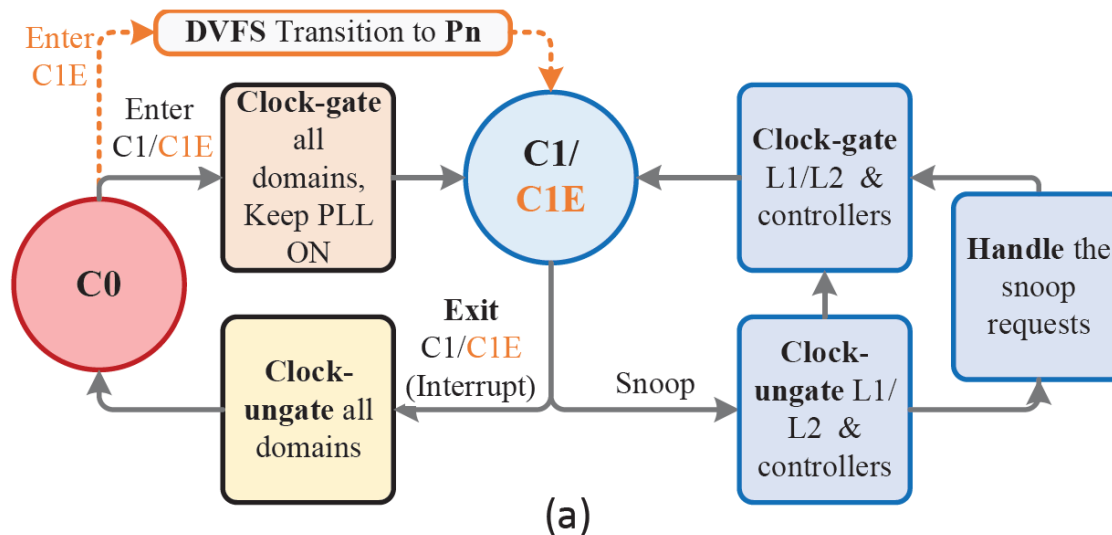 Enter
C1E
DVFS Transition to Pn
Enter
C1/C1E
Clock-gate
all
domains,
Keep PLL
ON
C1/
C1E
Clock-gate
L1/L2 &
controllers
Handle the
snoop
requests
C0
Exit
C1/C1E
(Interrupt)
Clock-
ungate all
domains
Snoop
Clock-
ungate L1/
L2 &
controllers
(a)